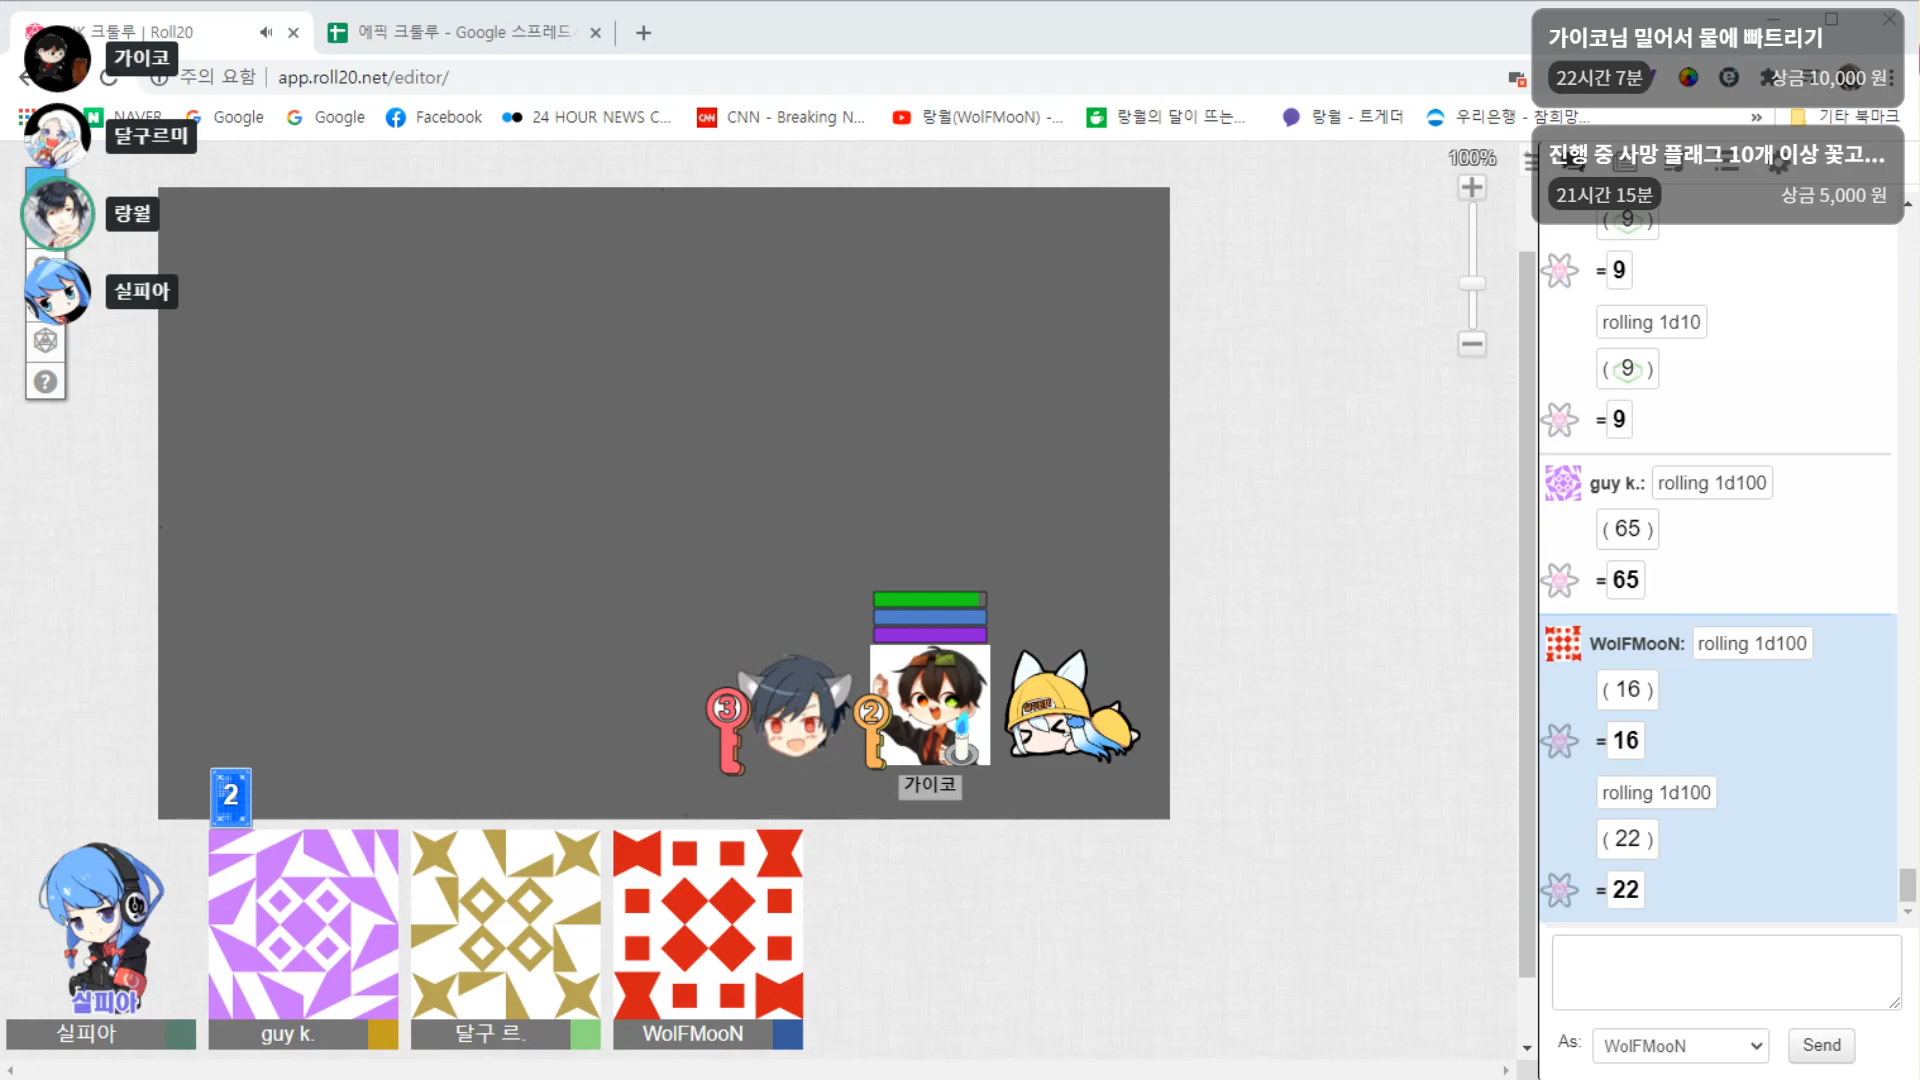 크툴루 | Roll20
에픽 크툴루 - Google 스프레드
주의 요함
app.roll20.net/editor/
NAVER
Google
Google
Facebook
24 HOUR NEWS C...
CNN - Breaking N...
랑월(WolFMooN) -...
랑월의 달이 뜨는...
랑월 - 트게더
우리은행 - 참희망...
»
기타 북마크
가이코
달구르미
랑월
실피아
가이코님 밀어서 물에 빠트리기
22시간 7분
상금 10,000 원
진행 중 사망 플래그 10개 이상 꽃고...
21시간 15분
상금 5,000 원
100%
3
2
가이코
2
실피아
실피아
guy k.
달구 르.
WolFMooN
( 9 )
= 9
rolling 1d10
( 9 )
= 9
guy k.: rolling 1d100
( 65 )
= 65
WolFMooN: rolling 1d100
( 16 )
= 16
rolling 1d100
( 22 )
= 22
As: WolFMooN
Send